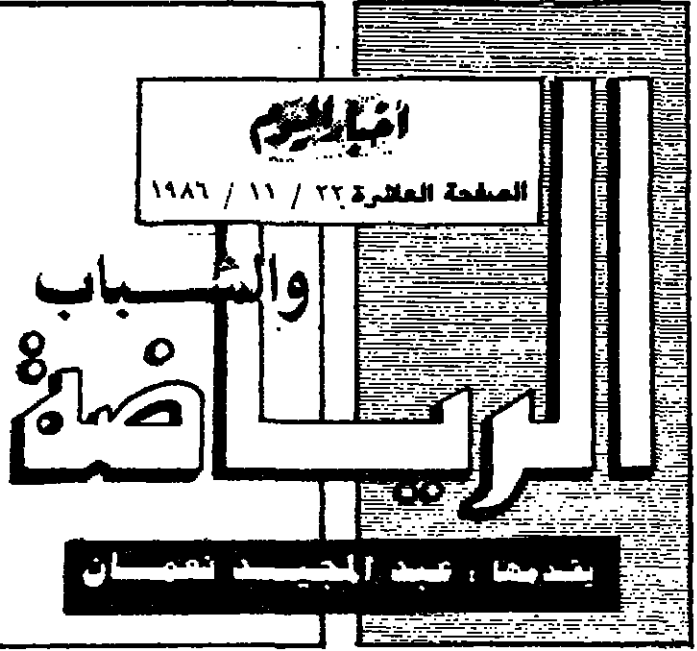 أخبار اليوم
الصفحة العاشرة ٢٢ / ١١ / ١٩٨٦
الرياضة
والشباب
يقدمها : عبد المجيد نعمان